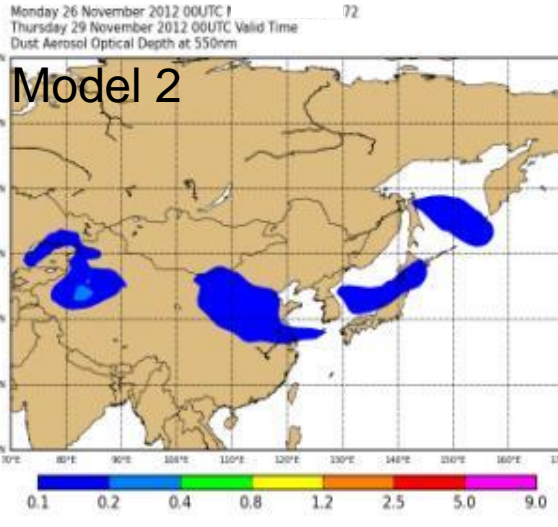 Monday 26 November 2012 00UTC 72
Thursday 29 November 2012 00UTC Valid Time
Dust Aerosol Optical Depth at 550nm
Model 2
70°E 80°E 90°E 100°E 110°E 120°E 130°E 140°E 150°E 160°E
0.1 0.2 0.4 0.8 1.2 2.5 5.0 9.0